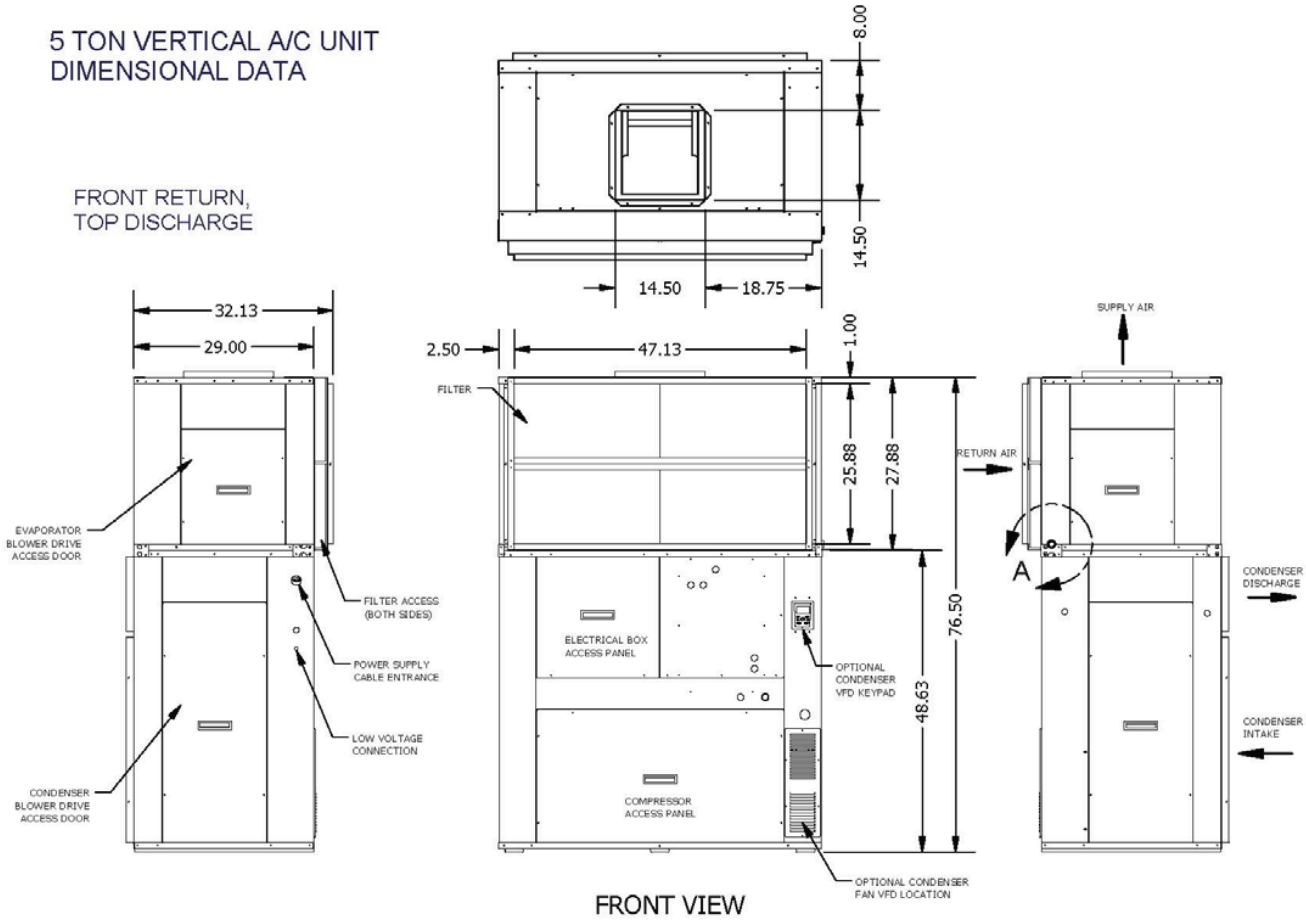 5 TON VERTICAL A/C UNIT
DIMENSIONAL DATA
FRONT RETURN,
TOP DISCHARGE
8.00
14.50
14.50
18.75
32.13
29.00
2.50
47.13
1.00
25.88
27.88
76.50
48.63
FILTER
EVAPORATOR
BLOWER DRIVE
ACCESS DOOR
FILTER ACCESS
(BOTH SIDES)
POWER SUPPLY
CABLE ENTRANCE
LOW VOLTAGE
CONNECTION
CONDENSER
BLOWER DRIVE
ACCESS DOOR
ELECTRICAL BOX
ACCESS PANEL
OPTIONAL
CONDENSER
VFD KEYPAD
COMPRESSOR
ACCESS PANEL
OPTIONAL CONDENSER
FAN VFD LOCATION
SUPPLY AIR
RETURN AIR
A
CONDENSER
DISCHARGE
CONDENSER
INTAKE
FRONT VIEW